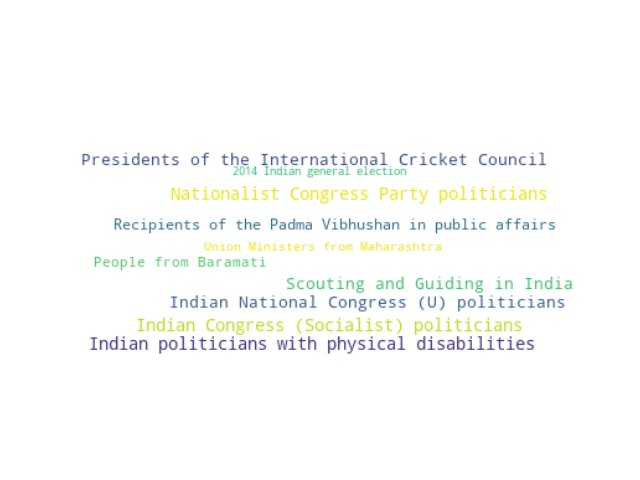 Presidents of the International Cricket Council
2014 Indian general election
Nationalist Congress Party politicians
Recipients of the Padma Vibhushan in public affairs
Union Ministers from Maharashtra
People from Baramati
Scouting and Guiding in India
Indian National Congress (U) politicians
Indian Congress (Socialist) politicians
Indian politicians with physical disabilities